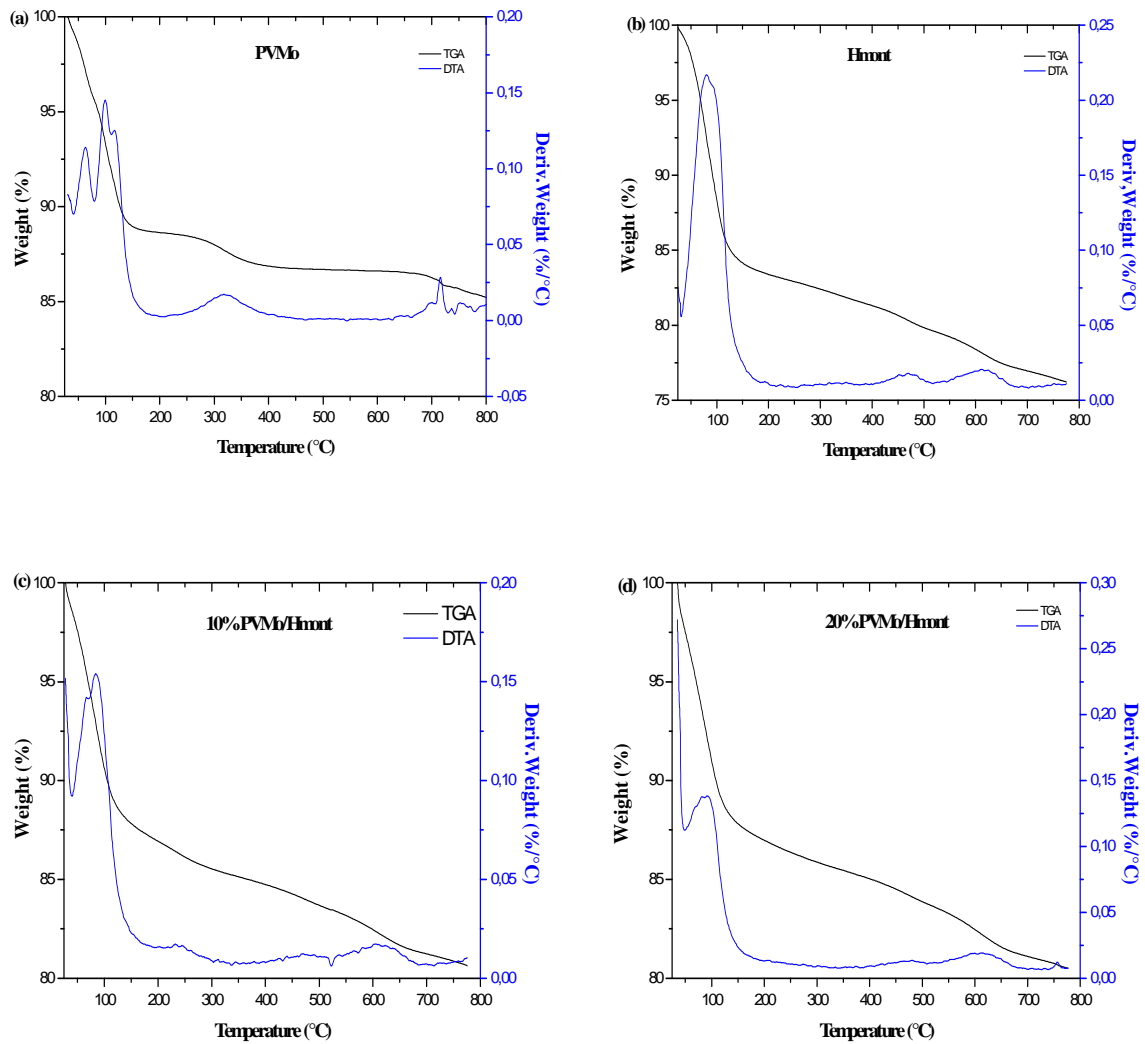 (a)
PVMo
TGA
DTA
Weight (%)
100
95
90
85
80
0,20
0,15
0,10
0,05
0,00
-0,05
Deriv.Weight (%/°C)
100 200 300 400 500 600 700 800
Temperature (°C)
(b)
Hmont
TGA
DTA
Weight (%)
100
95
90
85
80
75
0,25
0,20
0,15
0,10
0,05
0,00
Deriv,Weight (%/°C)
100 200 300 400 500 600 700 800
Temperature (°C)
(c)
10% PVMo/Hmont
TGA
DTA
Weight (%)
100
95
90
85
80
0,20
0,15
0,10
0,05
0,00
Deriv.Weight (%/°C)
100 200 300 400 500 600 700 800
Temperature (°C)
(d)
20% PVMo/Hmont
TGA
DTA
Weight (%)
100
95
90
85
80
0,30
0,25
0,20
0,15
0,10
0,05
0,00
Deriv.Weight (%/°C)
100 200 300 400 500 600 700 800
Temperature (°C)